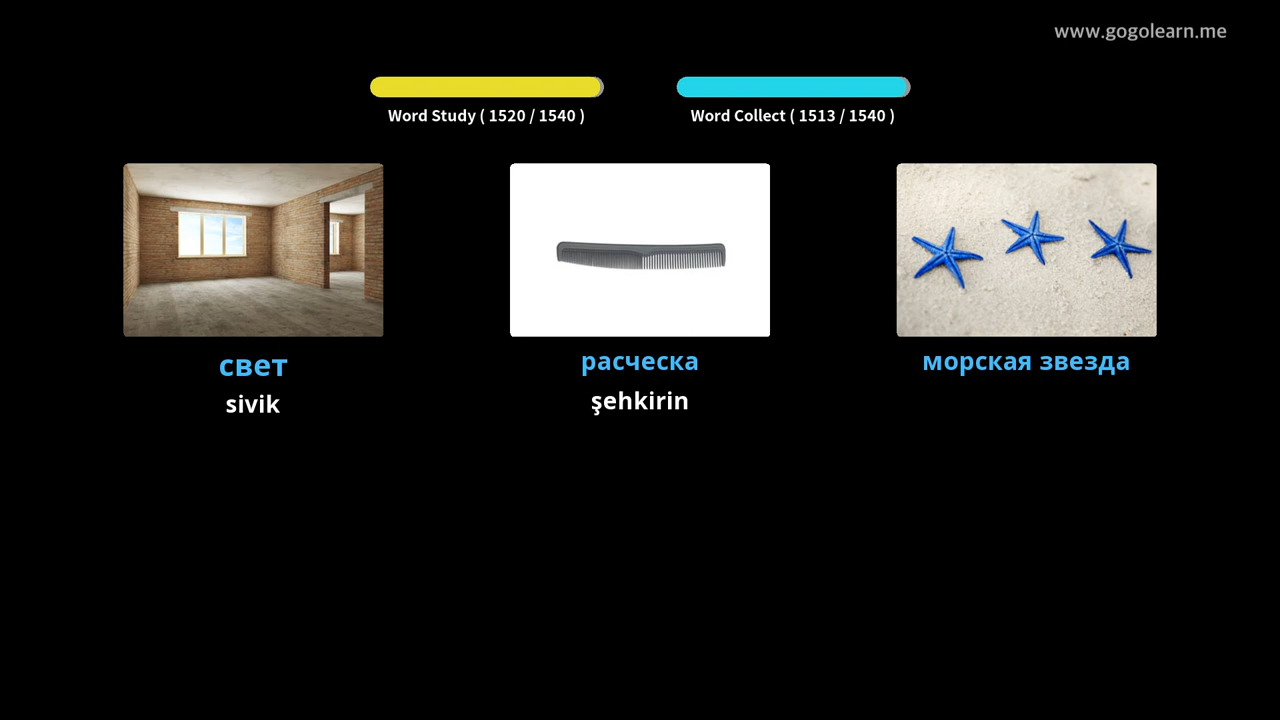 www.gogolearn.me
Word Study ( 1520 / 1540 )
Word Collect ( 1513 / 1540 )
свет
sivik
расческа
şehkirin
морская звезда